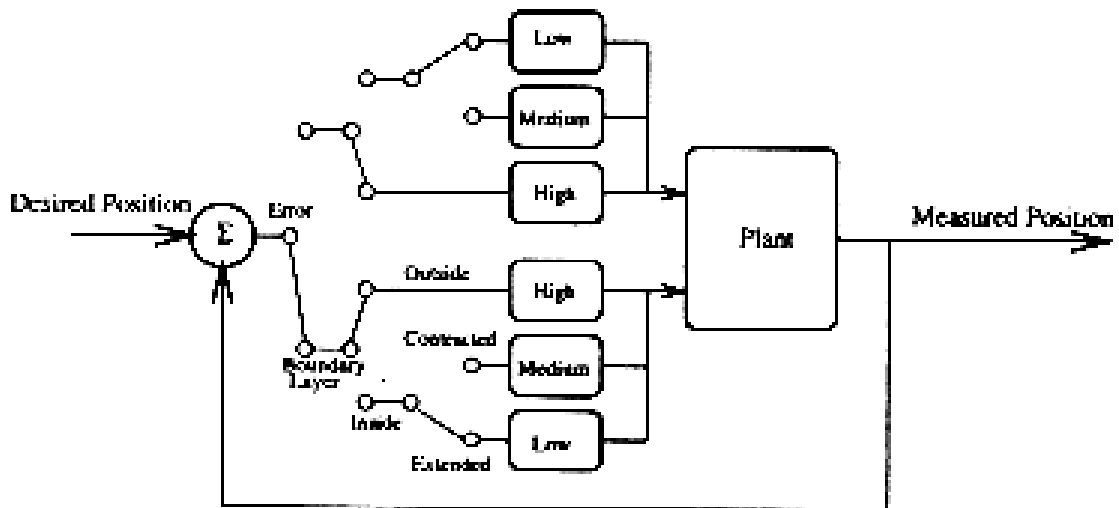 Low
Medium
High
Desired Position
Error
Σ
Plant
Measured Position
Outside
High
Contracted
Medium
Boundary
Layer
Inside
Extended
Low